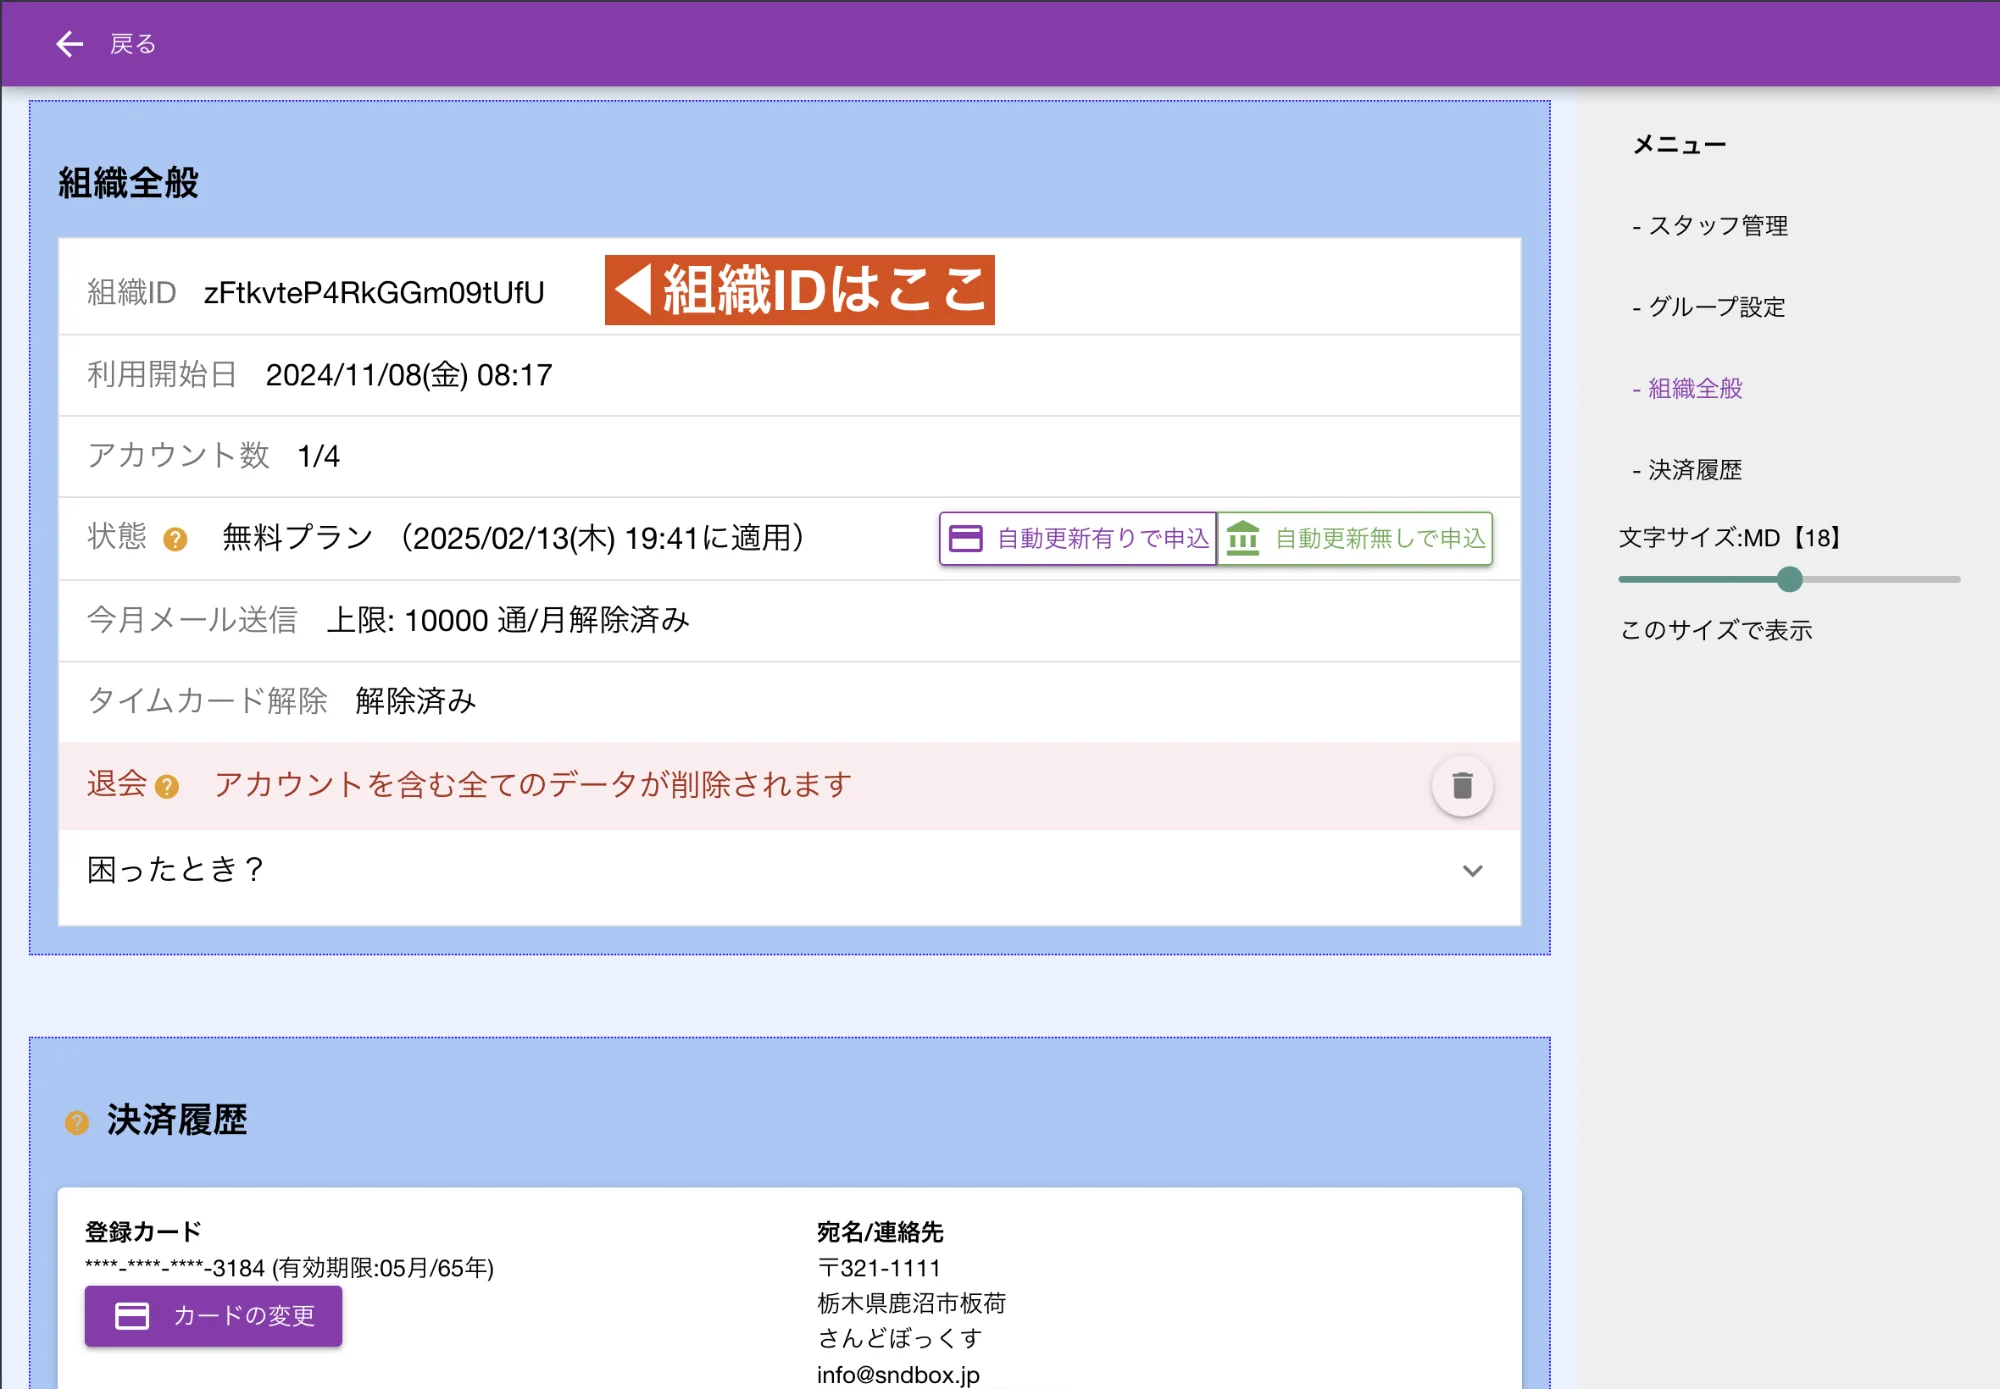 戻る
組織全般
組織ID zFtkvteP4RkGGm09tUfU
◀組織IDはここ
利用開始日 2024/11/08(金) 08:17
アカウント数 1/4
状態 ? 無料プラン （2025/02/13(木) 19:41に適用）
自動更新有りで申込
自動更新無しで申込
今月メール送信 上限: 10000 通/月解除済み
タイムカード解除 解除済み
退会 ? アカウントを含む全てのデータが削除されます
困ったとき？
? 決済履歴
登録カード
****-****-****-3184 (有効期限:05月/65年)
カードの変更
宛名/連絡先
〒321-1111
栃木県鹿沼市板荷
さんどぼっくす
info@sndbox.jp
メニュー
- スタッフ管理
- グループ設定
- 組織全般
- 決済履歴
文字サイズ:MD【18】
このサイズで表示